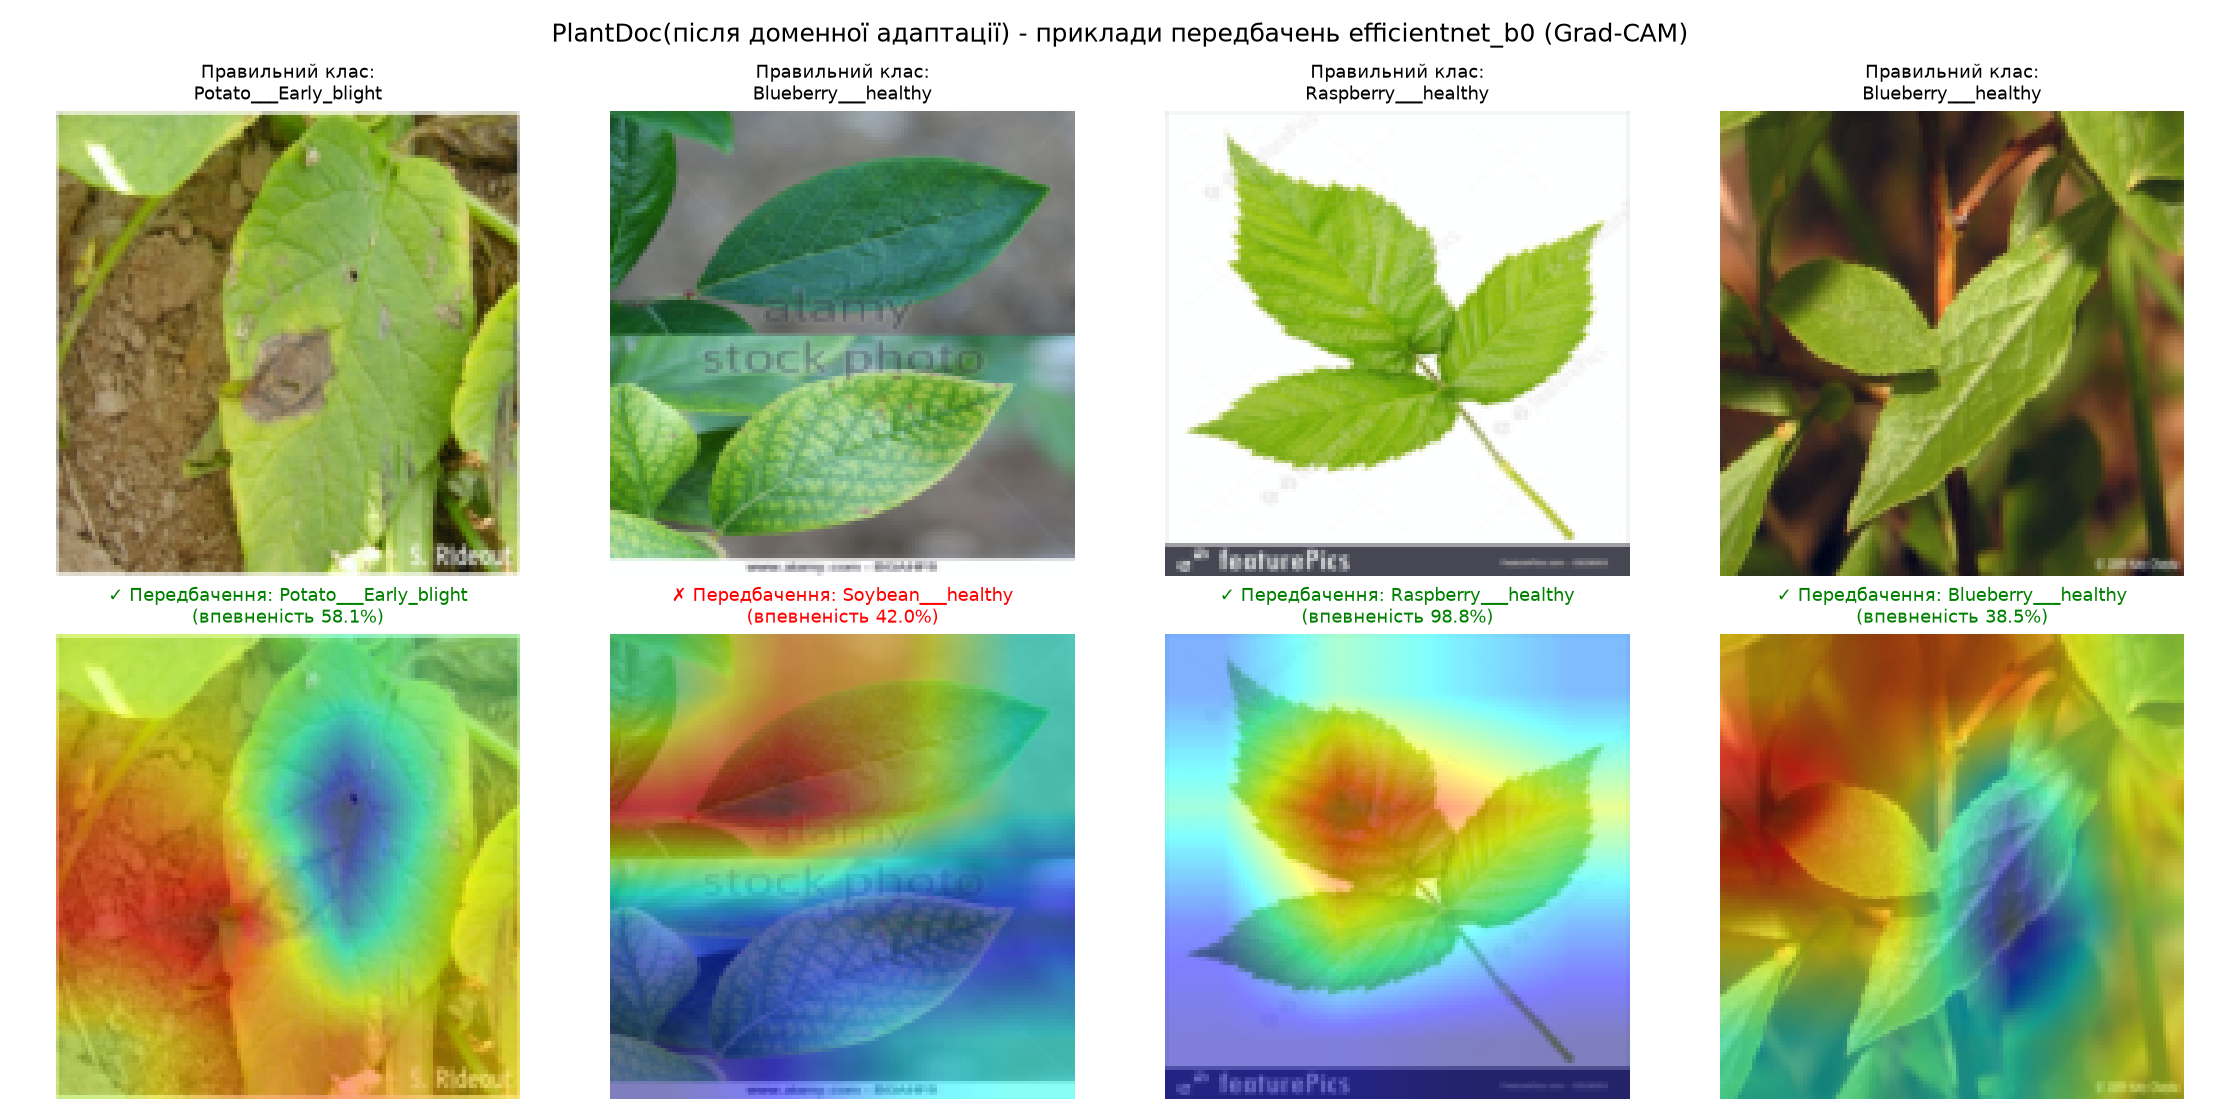 PlantDoc(після доменної адаптації) - приклади передбачень efficientnet_b0 (Grad-CAM)
Правильний клас:
Potato___Early_blight
Правильний клас:
Blueberry___healthy
Правильний клас:
Raspberry___healthy
Правильний клас:
Blueberry___healthy
S. Rideout
alamy
stock photo
featurePics
✓ Передбачення: Potato___Early_blight
(впевненість 58.1%)
✗ Передбачення: Soybean___healthy
(впевненість 42.0%)
✓ Передбачення: Raspberry___healthy
(впевненість 98.8%)
✓ Передбачення: Blueberry___healthy
(впевненість 38.5%)
S. Rideout
alamy
stock photo
featurePics